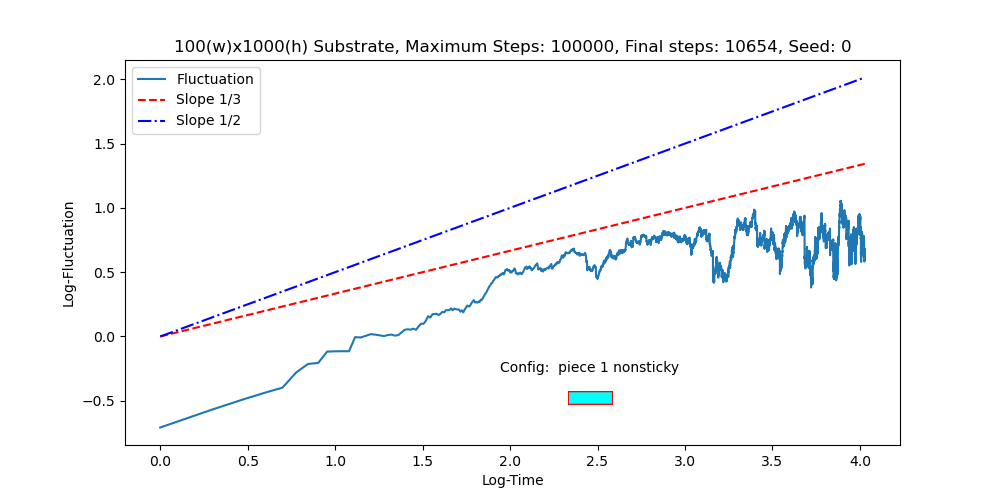 100(w)x1000(h) Substrate, Maximum Steps: 100000, Final steps: 10654, Seed: 0
Fluctuation
Slope 1/3
Slope 1/2
2.0
1.5
1.0
0.5
0.0
−0.5
Log-Fluctuation
Config:  piece 1 nonsticky
0.0 0.5 1.0 1.5 2.0 2.5 3.0 3.5 4.0
Log-Time